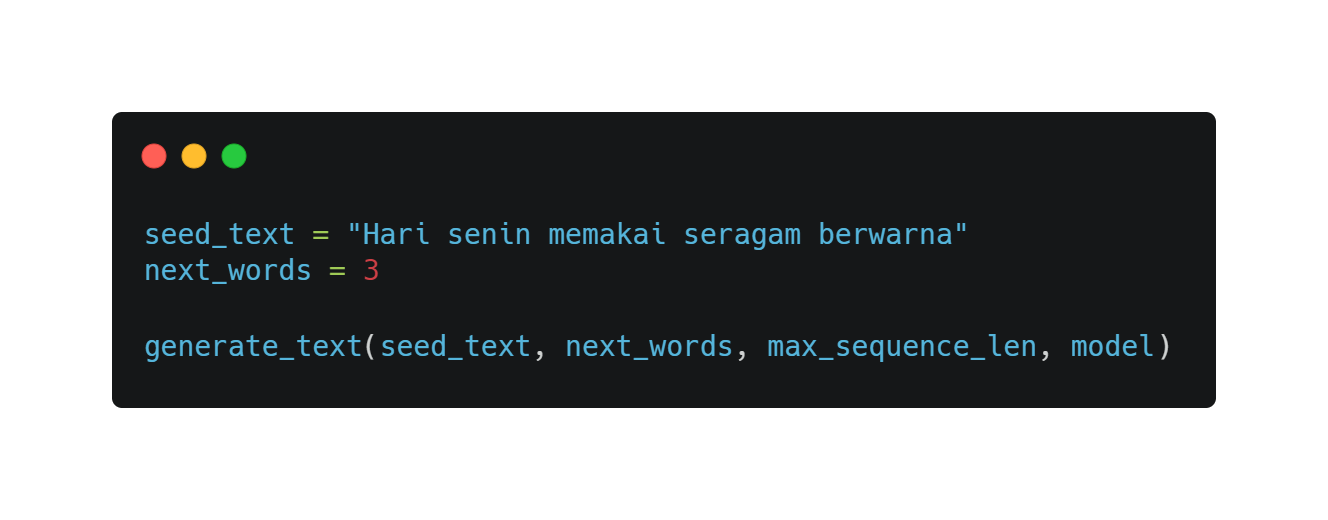 seed_text = "Hari senin memakai seragam berwarna"
next_words = 3
generate_text(seed_text, next_words, max_sequence_len, model)